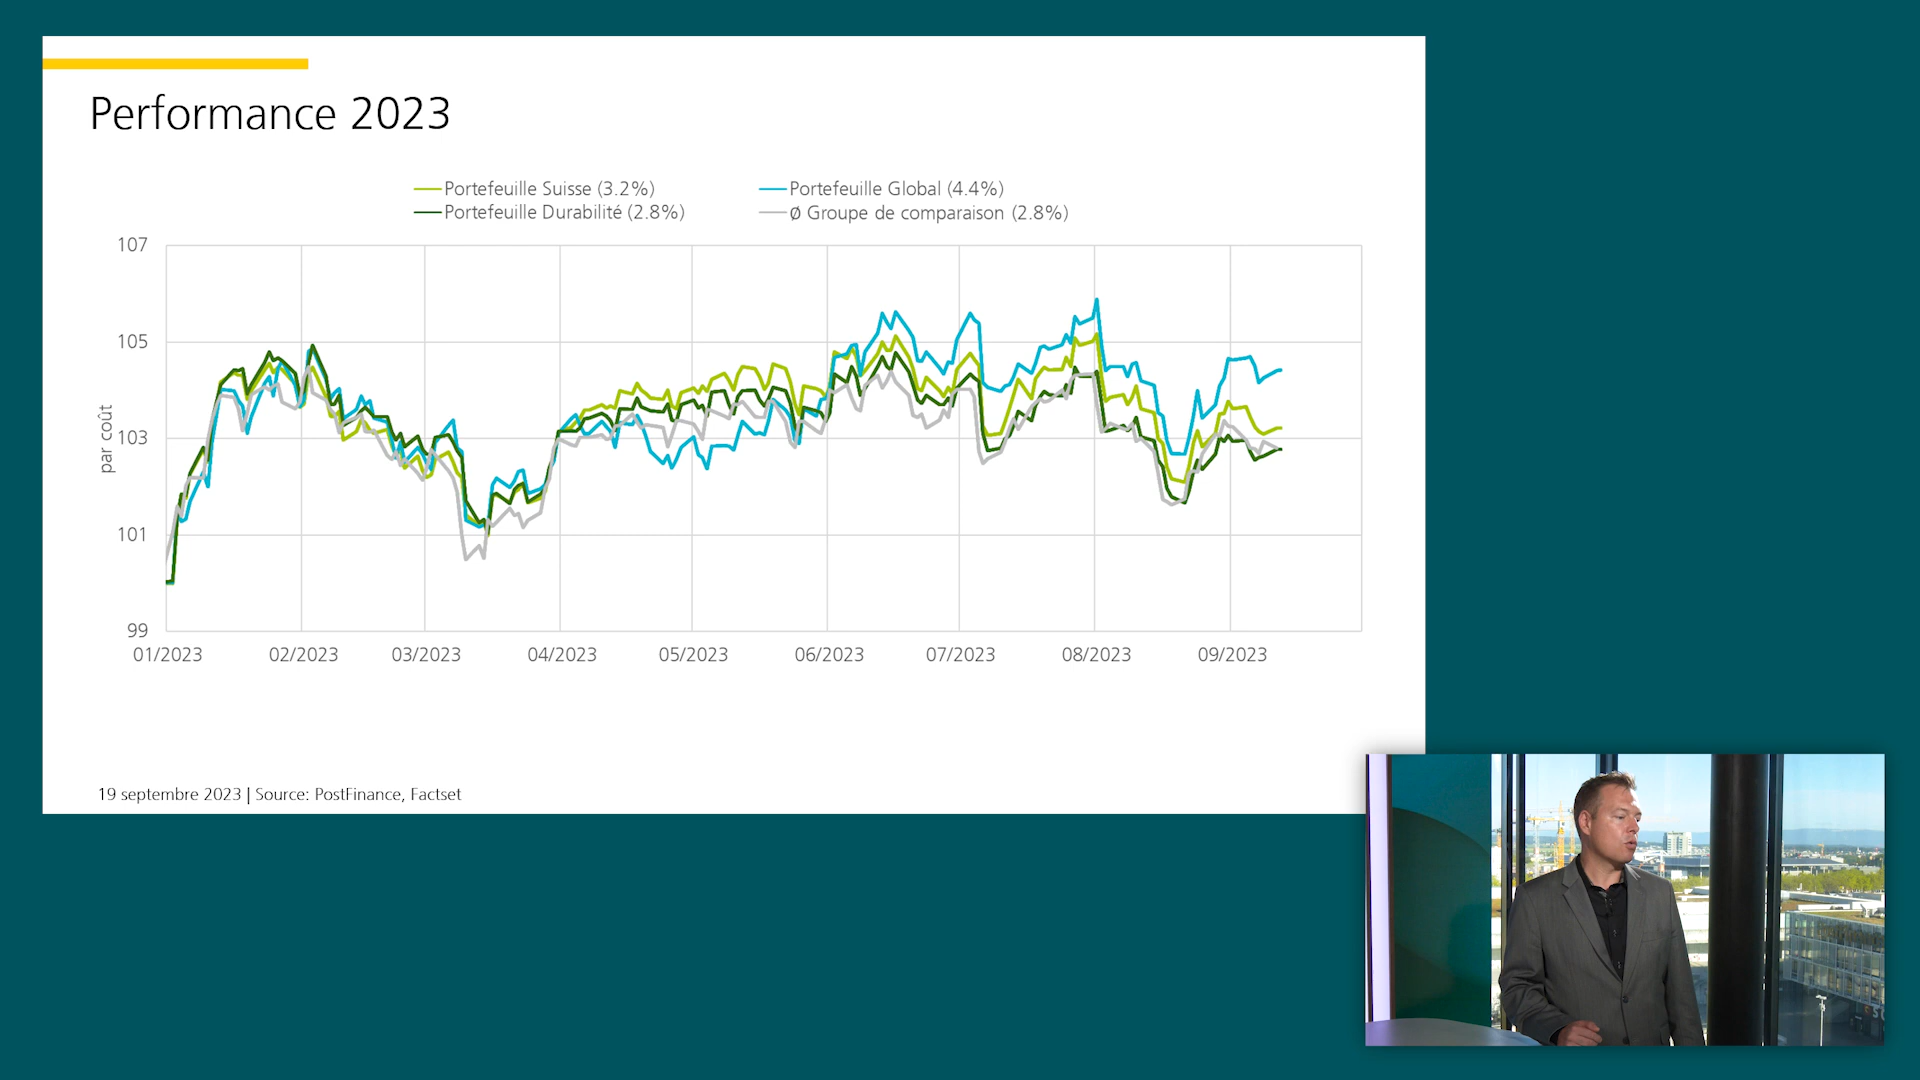 Performance 2023
Portefeuille Suisse (3.2%)
Portefeuille Global (4.4%)
Portefeuille Durabilité (2.8%)
Ø Groupe de comparaison (2.8%)
107
105
103
101
99
par coût
01/2023 02/2023 03/2023 04/2023 05/2023 06/2023 07/2023 08/2023 09/2023
19 septembre 2023 | Source: PostFinance, Factset